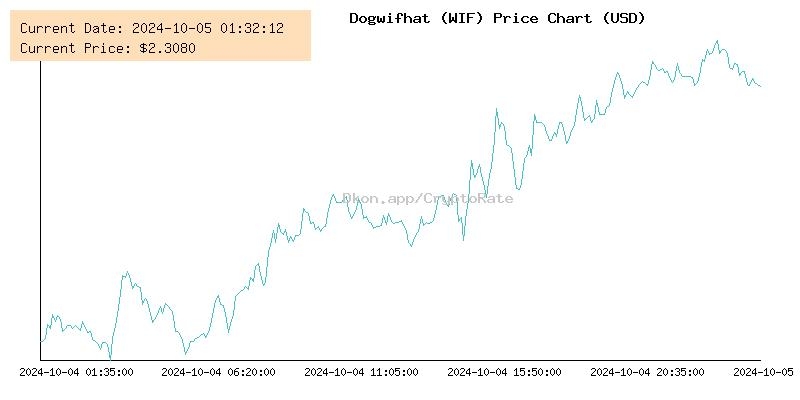 Dogwifhat (WIF) Price Chart (USD)
Current Date: 2024-10-05 01:32:12
Current Price: $2.3080
Dkon.app/CryptoRate
2024-10-04 01:35:00
2024-10-04 06:20:00
2024-10-04 11:05:00
2024-10-04 15:50:00
2024-10-04 20:35:00
2024-10-05